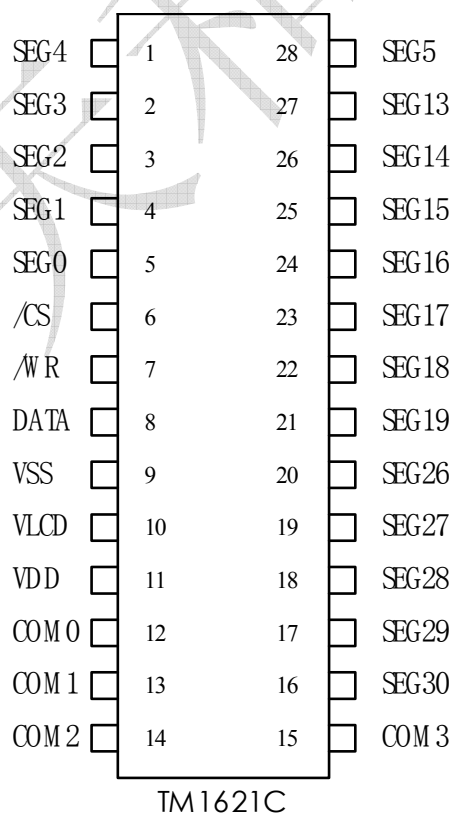 SEG4 1 28 SEG5
SEG3 2 27 SEG13
SEG2 3 26 SEG14
SEG1 4 25 SEG15
SEG0 5 24 SEG16
/CS 6 23 SEG17
/WR 7 22 SEG18
DATA 8 21 SEG19
VSS 9 20 SEG26
VLCD 10 19 SEG27
VDD 11 18 SEG28
COM0 12 17 SEG29
COM1 13 16 SEG30
COM2 14 15 COM3
TM1621C